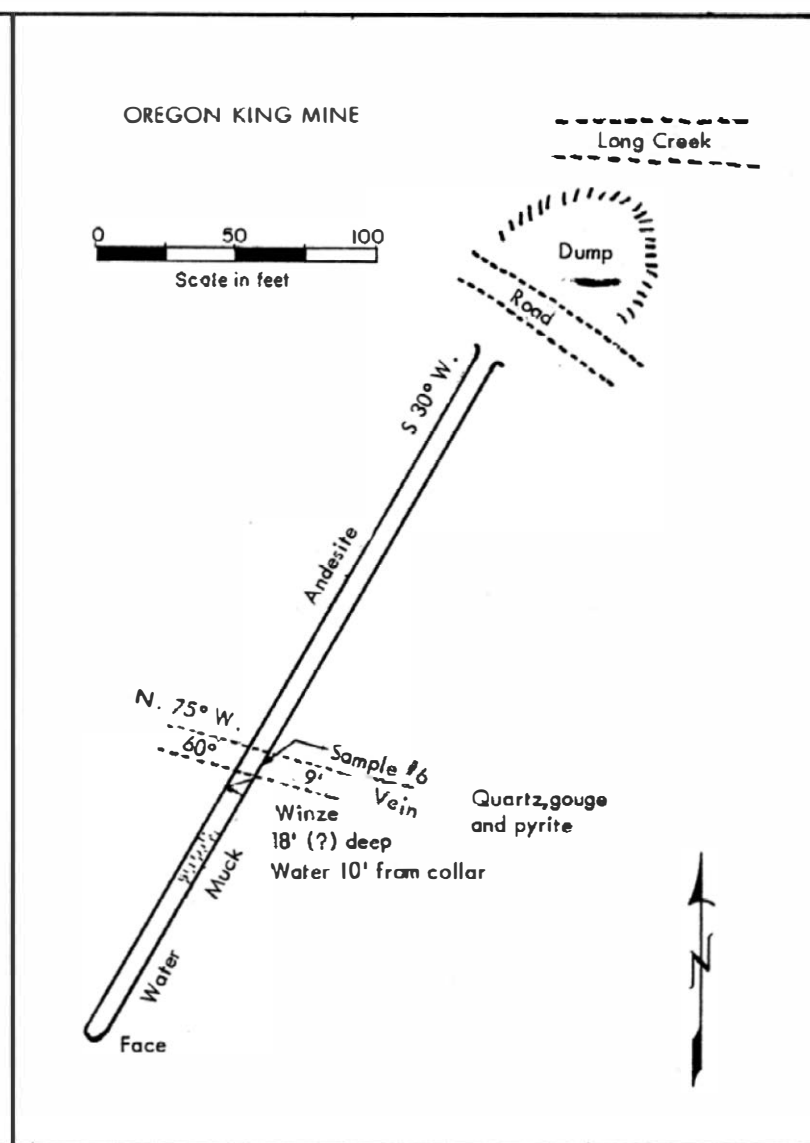 OREGON KING MINE
Long Creek
0 50 100
Scale in feet
Dump
Road
S 30° W.
Andesite
N. 75° W.
60°
Sample #6
9'
Vein
Quartz, gouge
and pyrite
Winze
18' (?) deep
Water 10' from collar
Muck
Water
Face
N